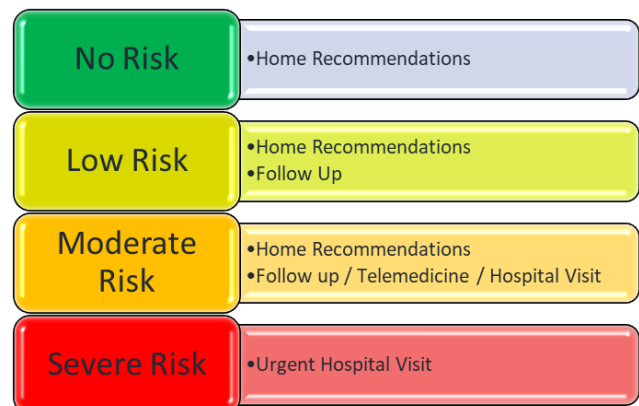 No Risk
•Home Recommendations
Low Risk
•Home Recommendations
•Follow Up
Moderate
Risk
•Home Recommendations
•Follow up / Telemedicine / Hospital Visit
Severe Risk
•Urgent Hospital Visit